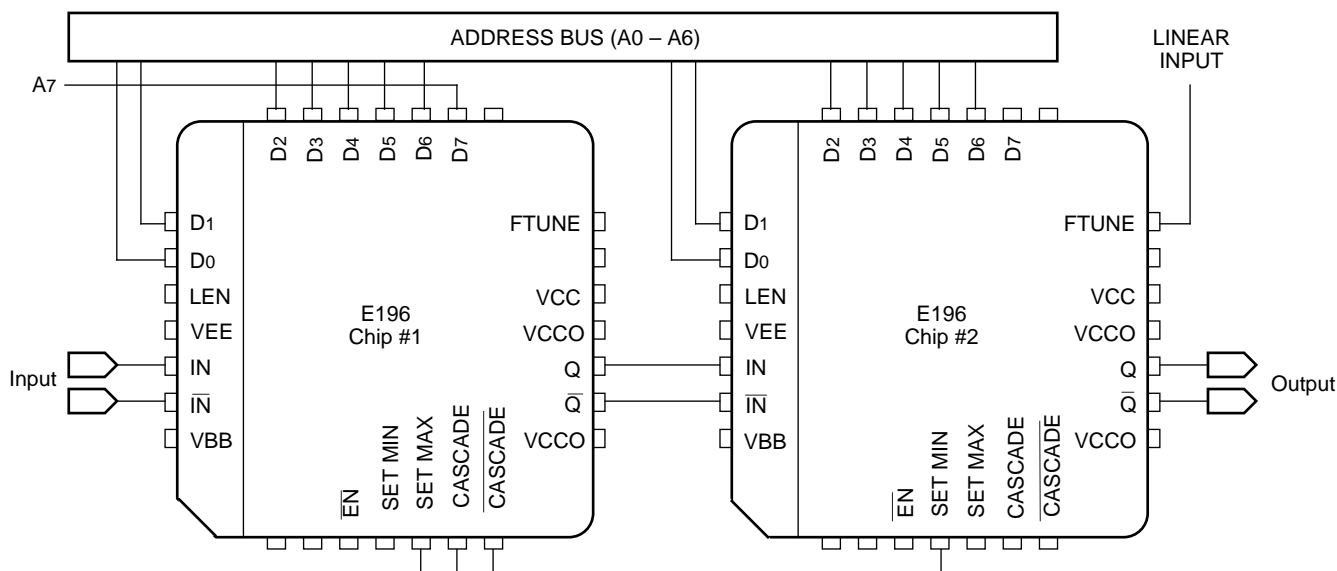 ADDRESS BUS (A0 – A6)
LINEAR
INPUT
A7
D2 D3 D4 D5 D6 D7
D2 D3 D4 D5 D6 D7
D1
FTUNE
D1
FTUNE
D0
D0
LEN
VCC
LEN
VCC
E196
Chip #1
E196
Chip #2
VEE
VCCO
VEE
VCCO
Input
IN
Q
IN
Q
Output
IN
Q
IN
Q
VBB
VCCO
VBB
VCCO
EN
SET MIN
SET MAX
CASCADE
CASCADE
EN
SET MIN
SET MAX
CASCADE
CASCADE